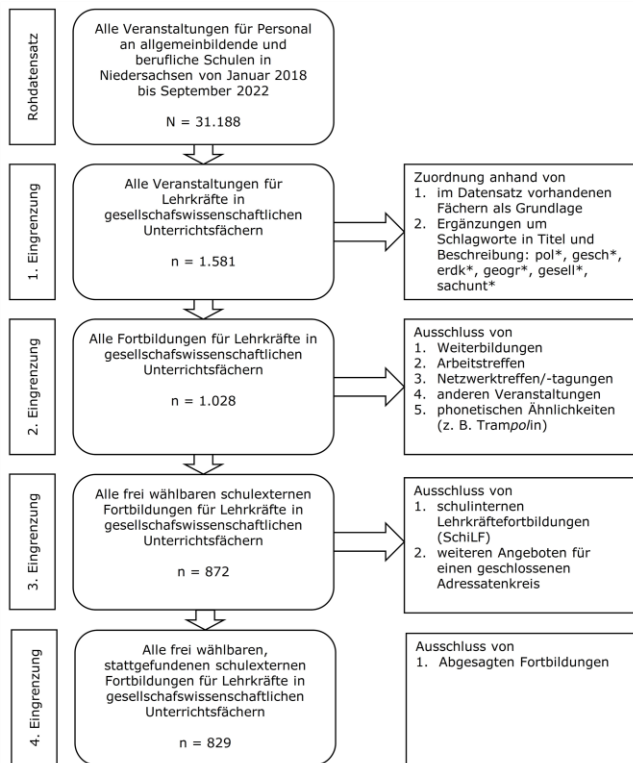 Rohdatensatz
Alle Veranstaltungen für Personal
an allgemeinbildende und
berufliche Schulen in
Niedersachsen von Januar 2018
bis September 2022
N = 31.188
1. Eingrenzung
Alle Veranstaltungen für
Lehrkräfte in
gesellschafswissenschaftlichen
Unterrichtsfächern
n = 1.581
Zuordnung anhand von
1. im Datensatz vorhandenen
Fächern als Grundlage
2. Ergänzungen um
Schlagworte in Titel und
Beschreibung: pol*, gesch*,
erdk*, geogr*, gesell*,
sachunt*
2. Eingrenzung
Alle Fortbildungen für Lehrkräfte in
gesellschafswissenschaftlichen
Unterrichtsfächern
n = 1.028
Ausschluss von
1. Weiterbildungen
2. Arbeitstreffen
3. Netzwerktreffen/-tagungen
4. anderen Veranstaltungen
5. phonetischen Ähnlichkeiten
(z. B. Trampolin)
3. Eingrenzung
Alle frei wählbaren schulexternen
Fortbildungen für Lehrkräfte in
gesellschafswissenschaftlichen
Unterrichtsfächern
n = 872
Ausschluss von
1. schulinternen
Lehrkräftefortbildungen
(SchiLF)
2. weiteren Angeboten für
einen geschlossenen
Adressatenkreis
4. Eingrenzung
Alle frei wählbaren,
stattgefundenen schulexternen
Fortbildungen für Lehrkräfte in
gesellschafswissenschaftlichen
Unterrichtsfächern
n = 829
Ausschluss von
1. Abgesagten Fortbildungen